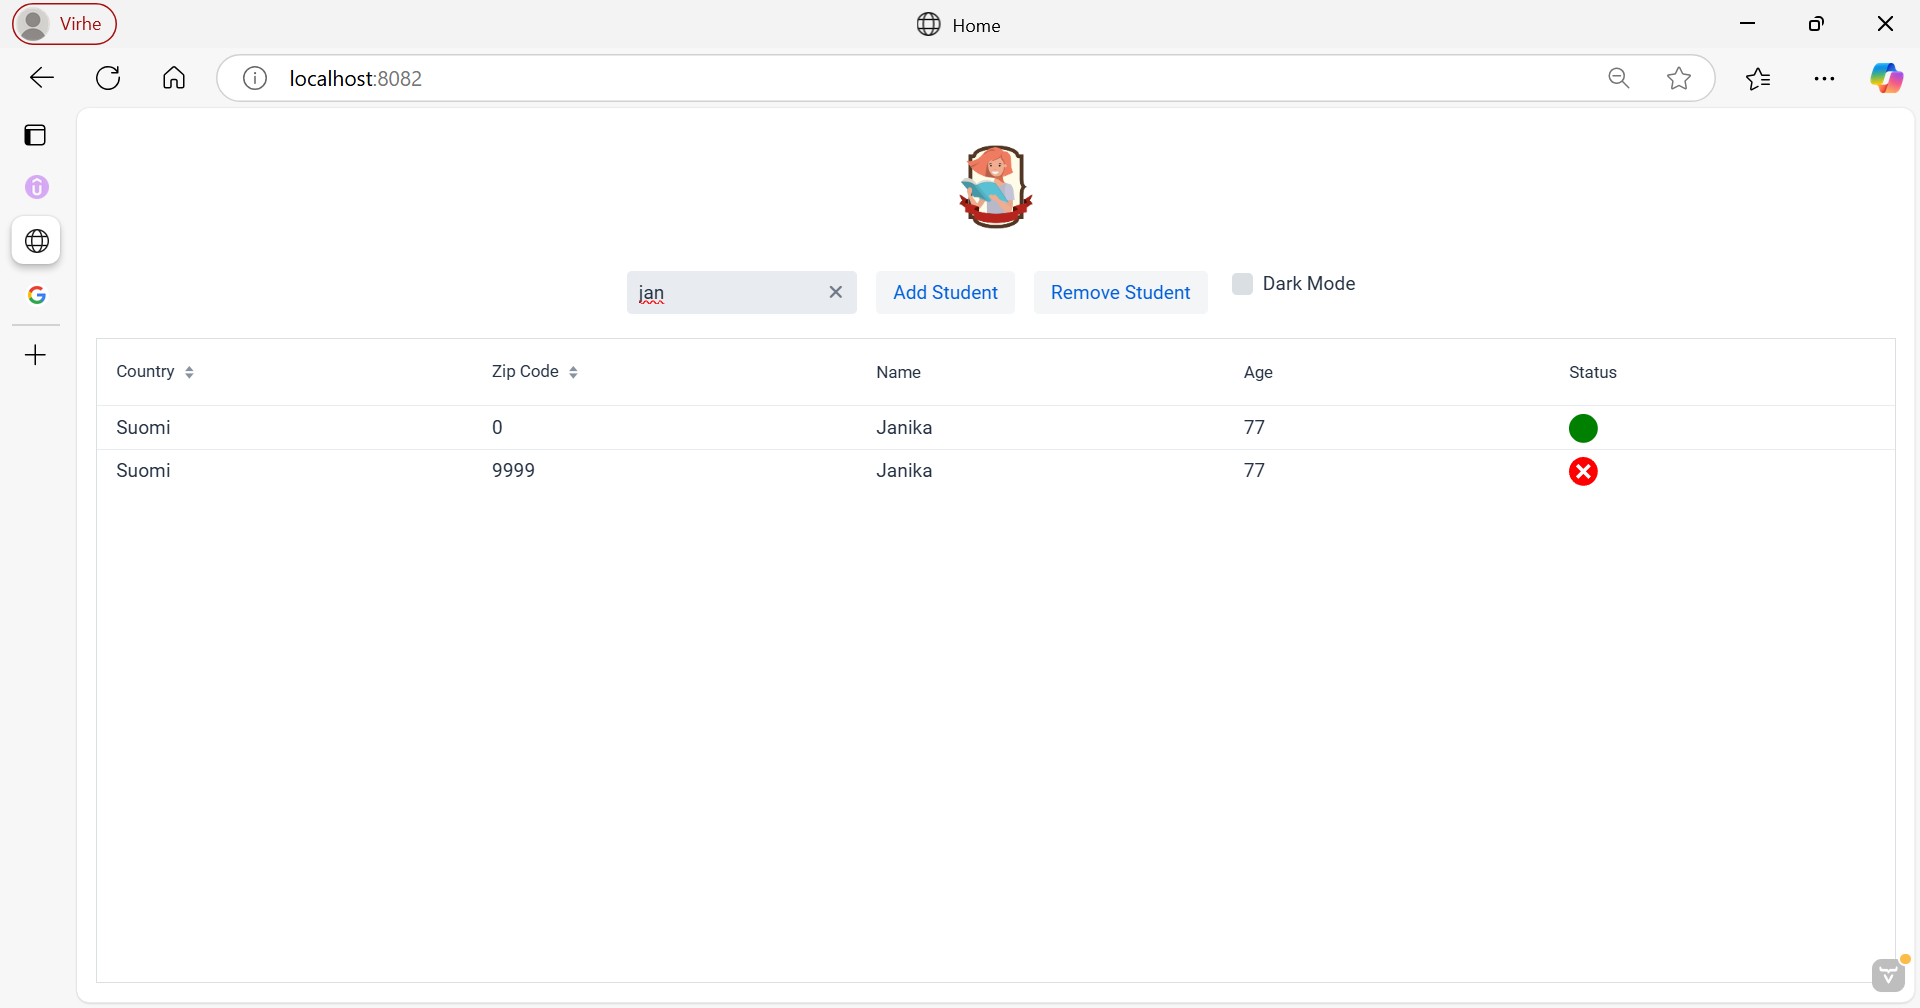 Virhe
Home
localhost:8082
jan
Add Student
Remove Student
Dark Mode
Country Zip Code Name Age Status
Suomi 0 Janika 77
Suomi 9999 Janika 77